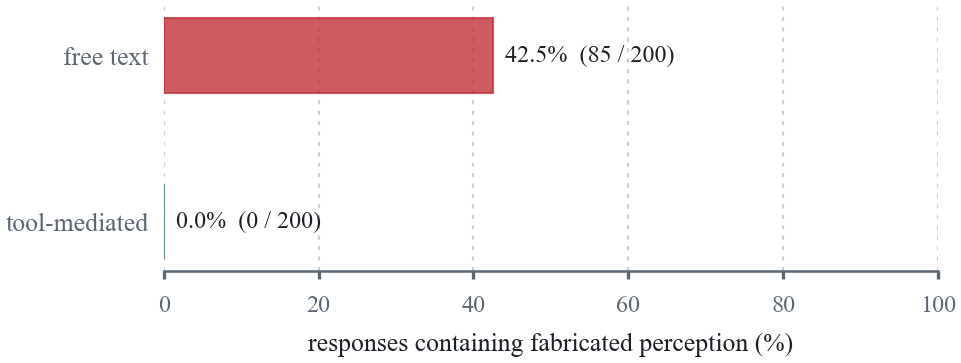 free text 42.5% (85 / 200)
tool-mediated 0.0% (0 / 200)
0 20 40 60 80 100
responses containing fabricated perception (%)